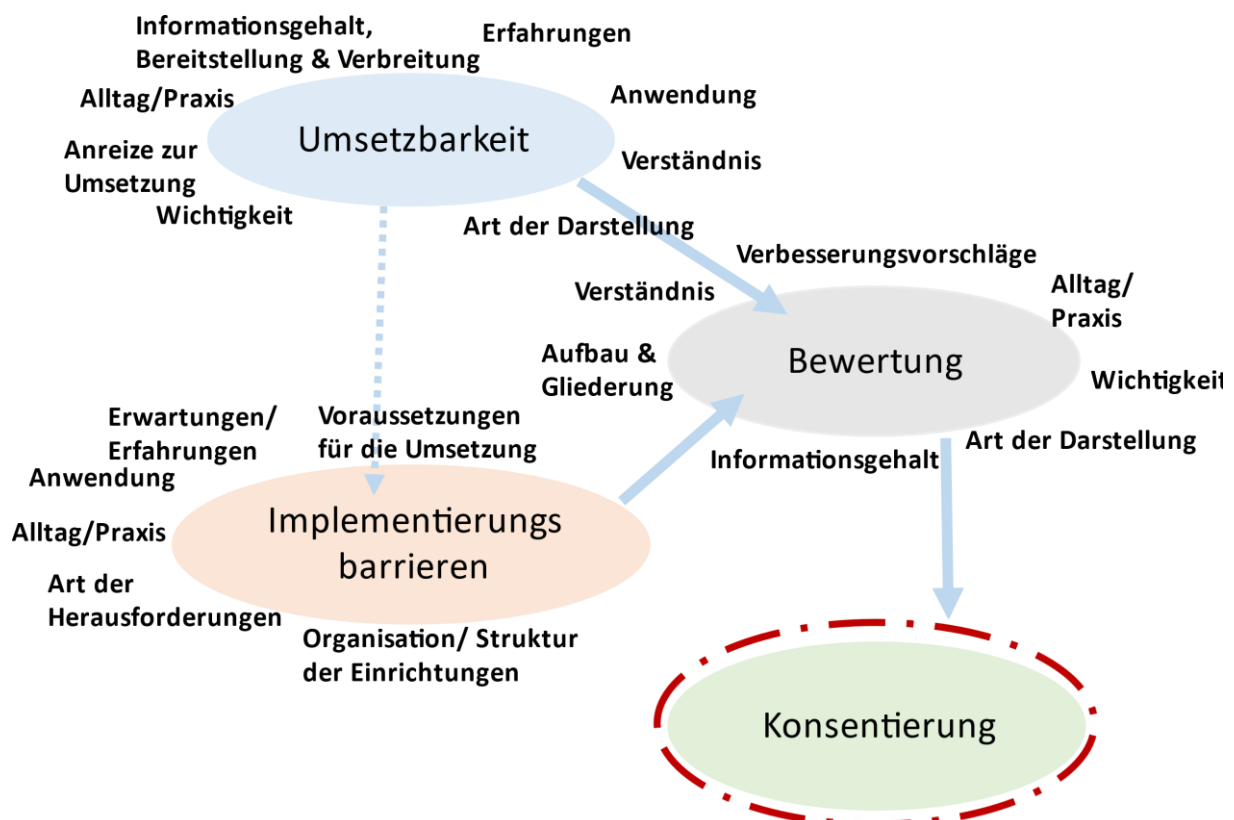 Informationsgehalt,
Bereitstellung & Verbreitung
Erfahrungen
Alltag/Praxis
Anwendung
Umsetzbarkeit
Anreize zur
Umsetzung
Verständnis
Wichtigkeit
Art der Darstellung
Verbesserungsvorschläge
Verständnis
Alltag/
Praxis
Aufbau &
Gliederung
Bewertung
Wichtigkeit
Art der Darstellung
Informationsgehalt
Erwartungen/
Erfahrungen
Voraussetzungen
für die Umsetzung
Anwendung
Alltag/Praxis
Implementierungs
barrieren
Art der
Herausforderungen
Organisation/ Struktur
der Einrichtungen
Konsentierung